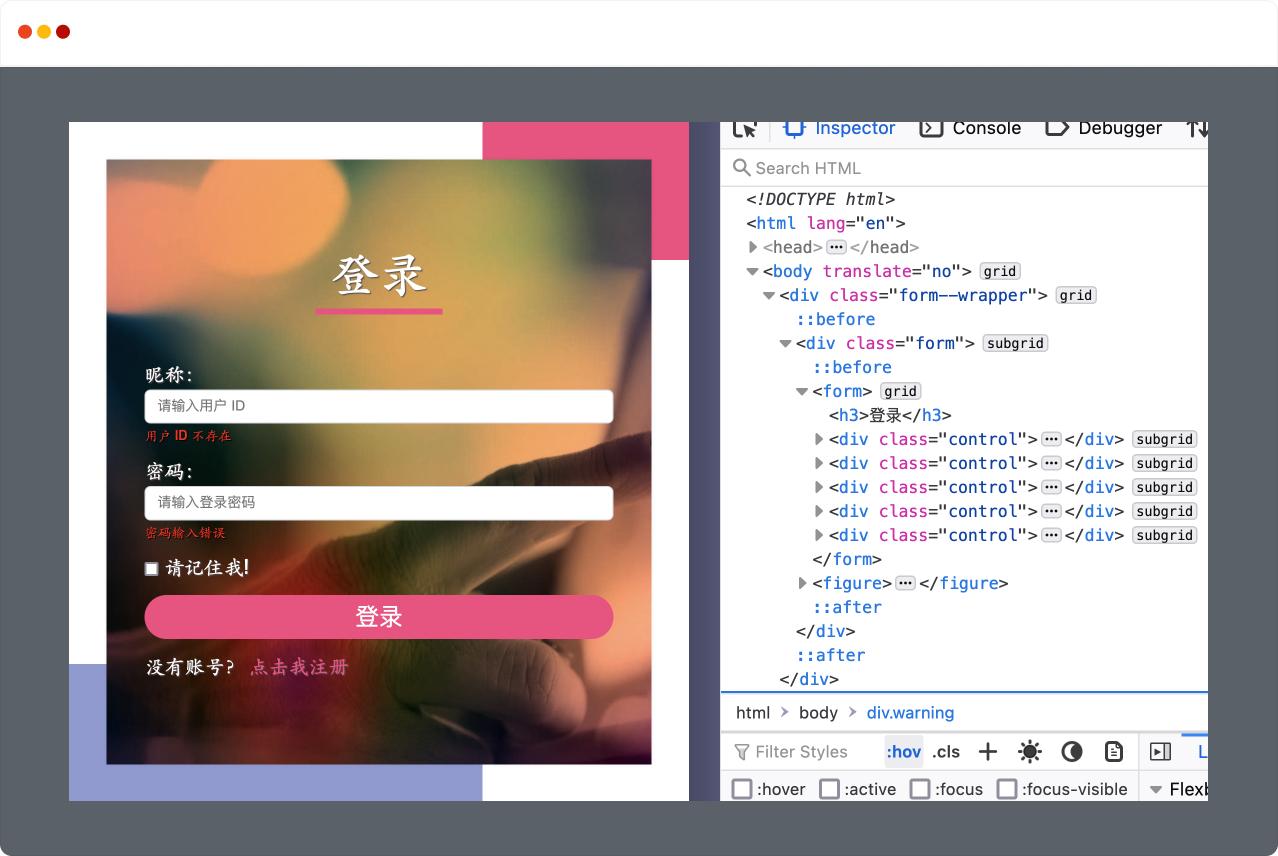 登录
昵称:
请输入用户 ID
用户 ID 不存在
密码:
请输入登录密码
密码输入错误
请记住我!
登录
没有账号? 点击我注册
Inspector Console Debugger
Search HTML
<!DOCTYPE html>
<html lang="en">
<head>···</head>
<body translate="no"> grid
<div class="form--wrapper"> grid
::before
<div class="form"> subgrid
::before
<form> grid
<h3>登录</h3>
<div class="control">···</div> subgrid
<div class="control">···</div> subgrid
<div class="control">···</div> subgrid
<div class="control">···</div> subgrid
<div class="control">···</div> subgrid
</form>
<figure>···</figure>
::after
</div>
::after
</div>
html > body > div.warning
Filter Styles :hov .cls + L
:hover :active :focus :focus-visible Flexb